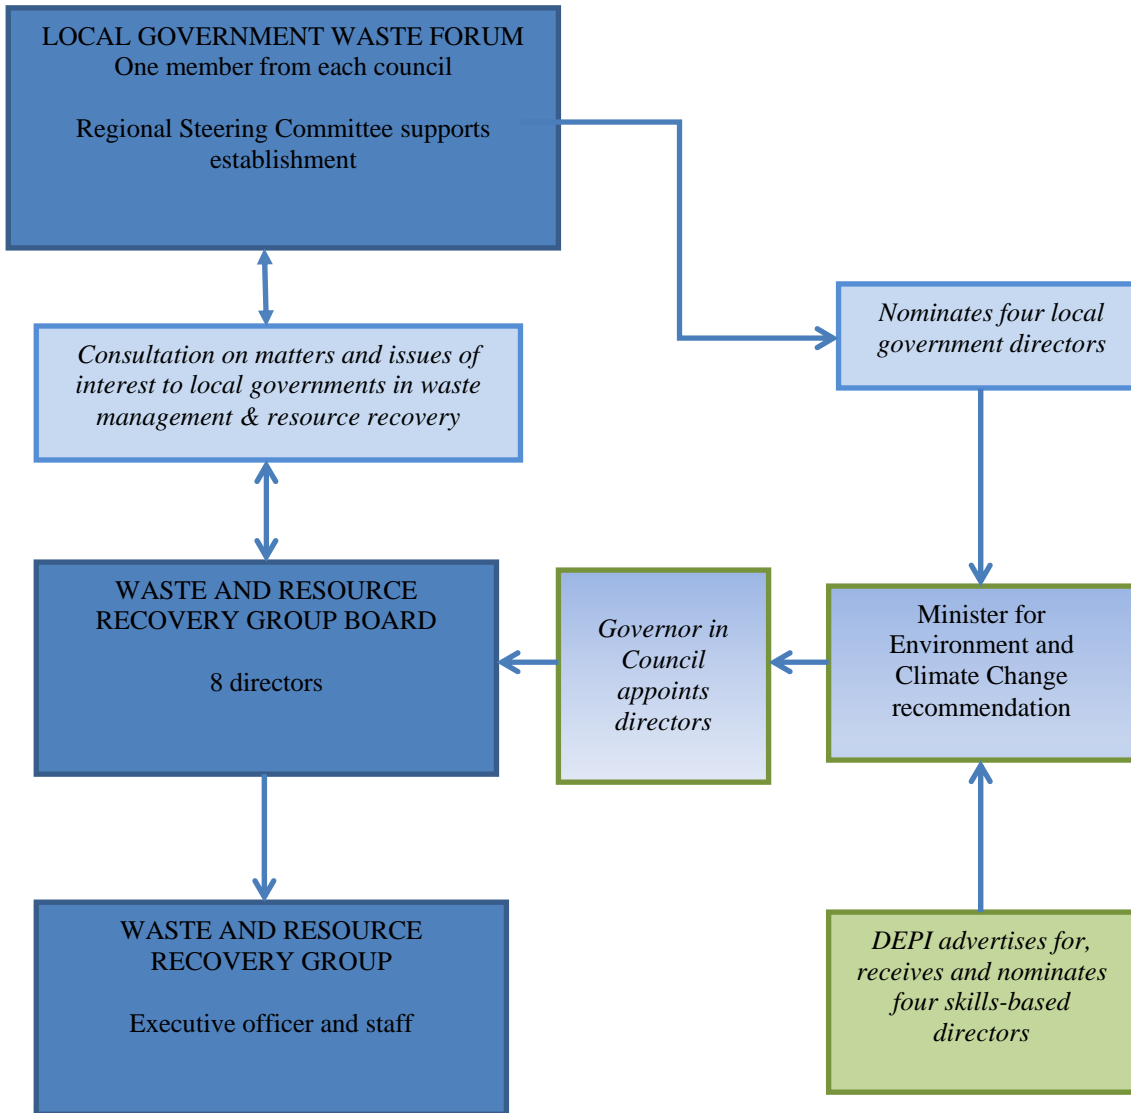 LOCAL GOVERNMENT WASTE FORUM
One member from each council
Regional Steering Committee supports
establishment
Nominates four local
government directors
Consultation on matters and issues of
interest to local governments in waste
management & resource recovery
WASTE AND RESOURCE
RECOVERY GROUP BOARD
8 directors
Governor in
Council
appoints
directors
Minister for
Environment and
Climate Change
recommendation
WASTE AND RESOURCE
RECOVERY GROUP
Executive officer and staff
DEPI advertises for,
receives and nominates
four skills-based
directors